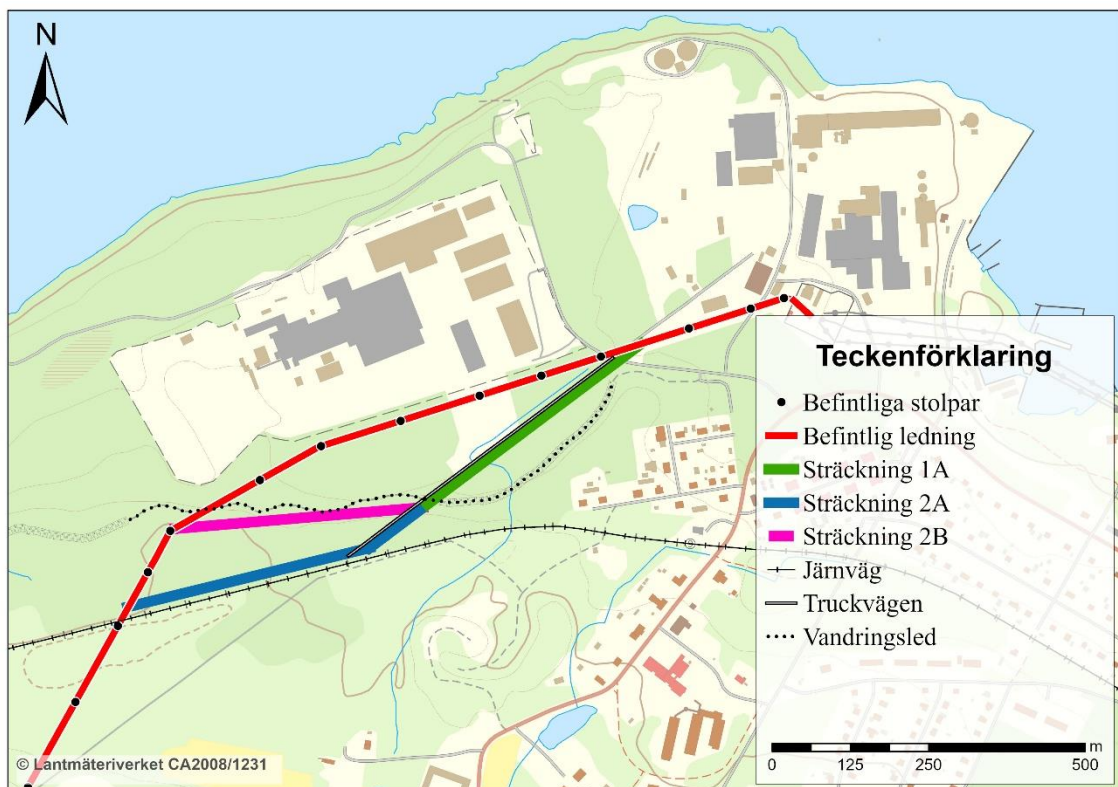 N
Teckenförklaring
Befintliga stolpar
Befintlig ledning
Sträckning 1A
Sträckning 2A
Sträckning 2B
Järnväg
Truckvägen
Vandringsled
m
0 125 250 500
© Lantmäteriverket CA2008/1231